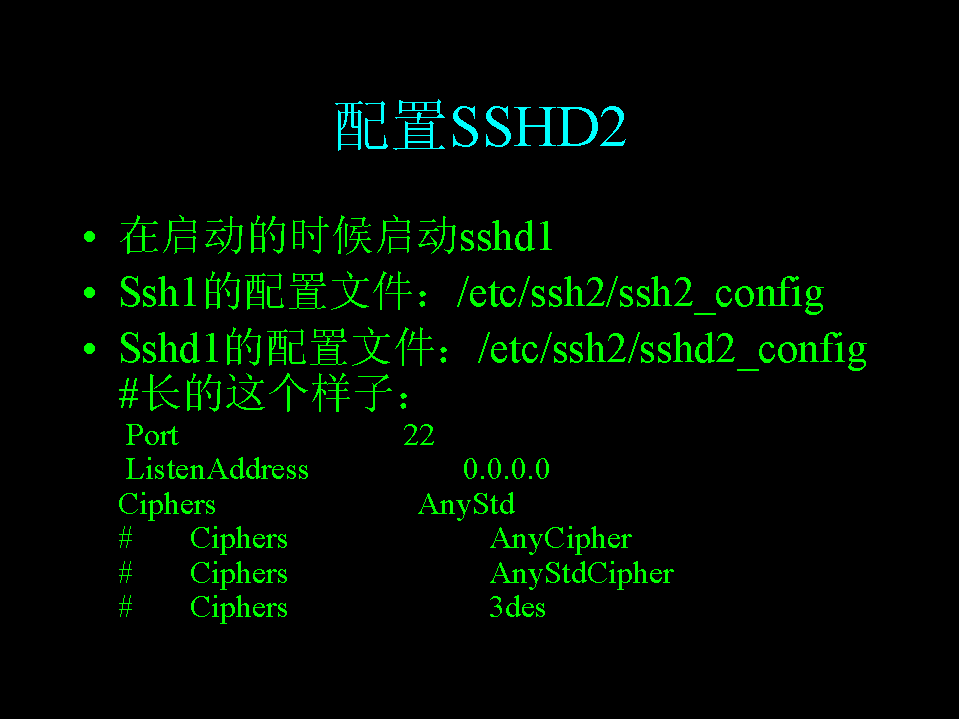 配置SSHD2
• 在启动的时候启动sshd1
• Ssh1的配置文件：/etc/ssh2/ssh2_config
• Sshd1的配置文件：/etc/ssh2/sshd2_config
#长的这个样子：
Port 22
ListenAddress 0.0.0.0
Ciphers AnyStd
# Ciphers AnyCipher
# Ciphers AnyStdCipher
# Ciphers 3des